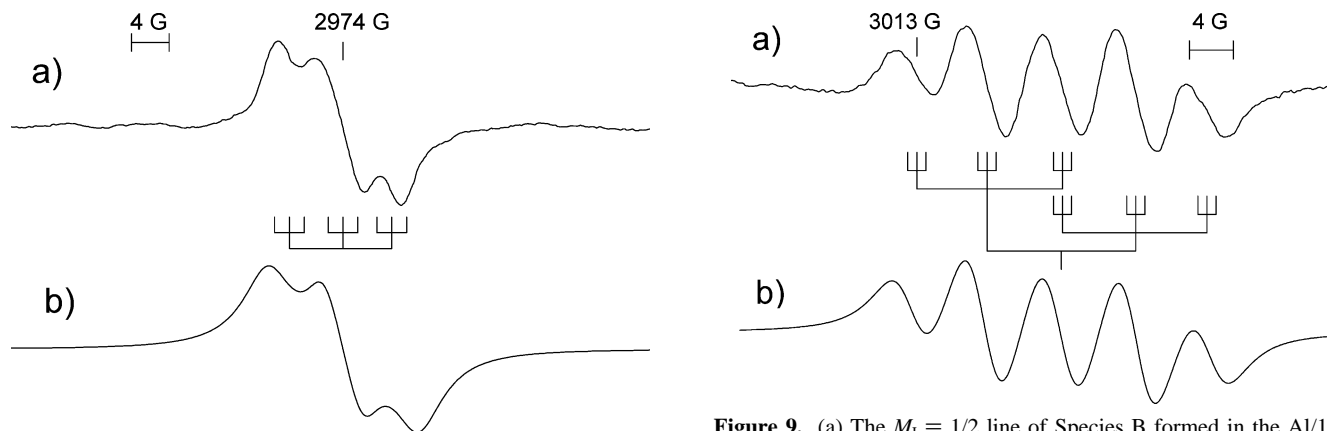 4 G
2974 G
a)
b)
3013 G
4 G
a)
b)
Figure 9. (a) The M_I = 1/2 line of Species B formed in the Al/1